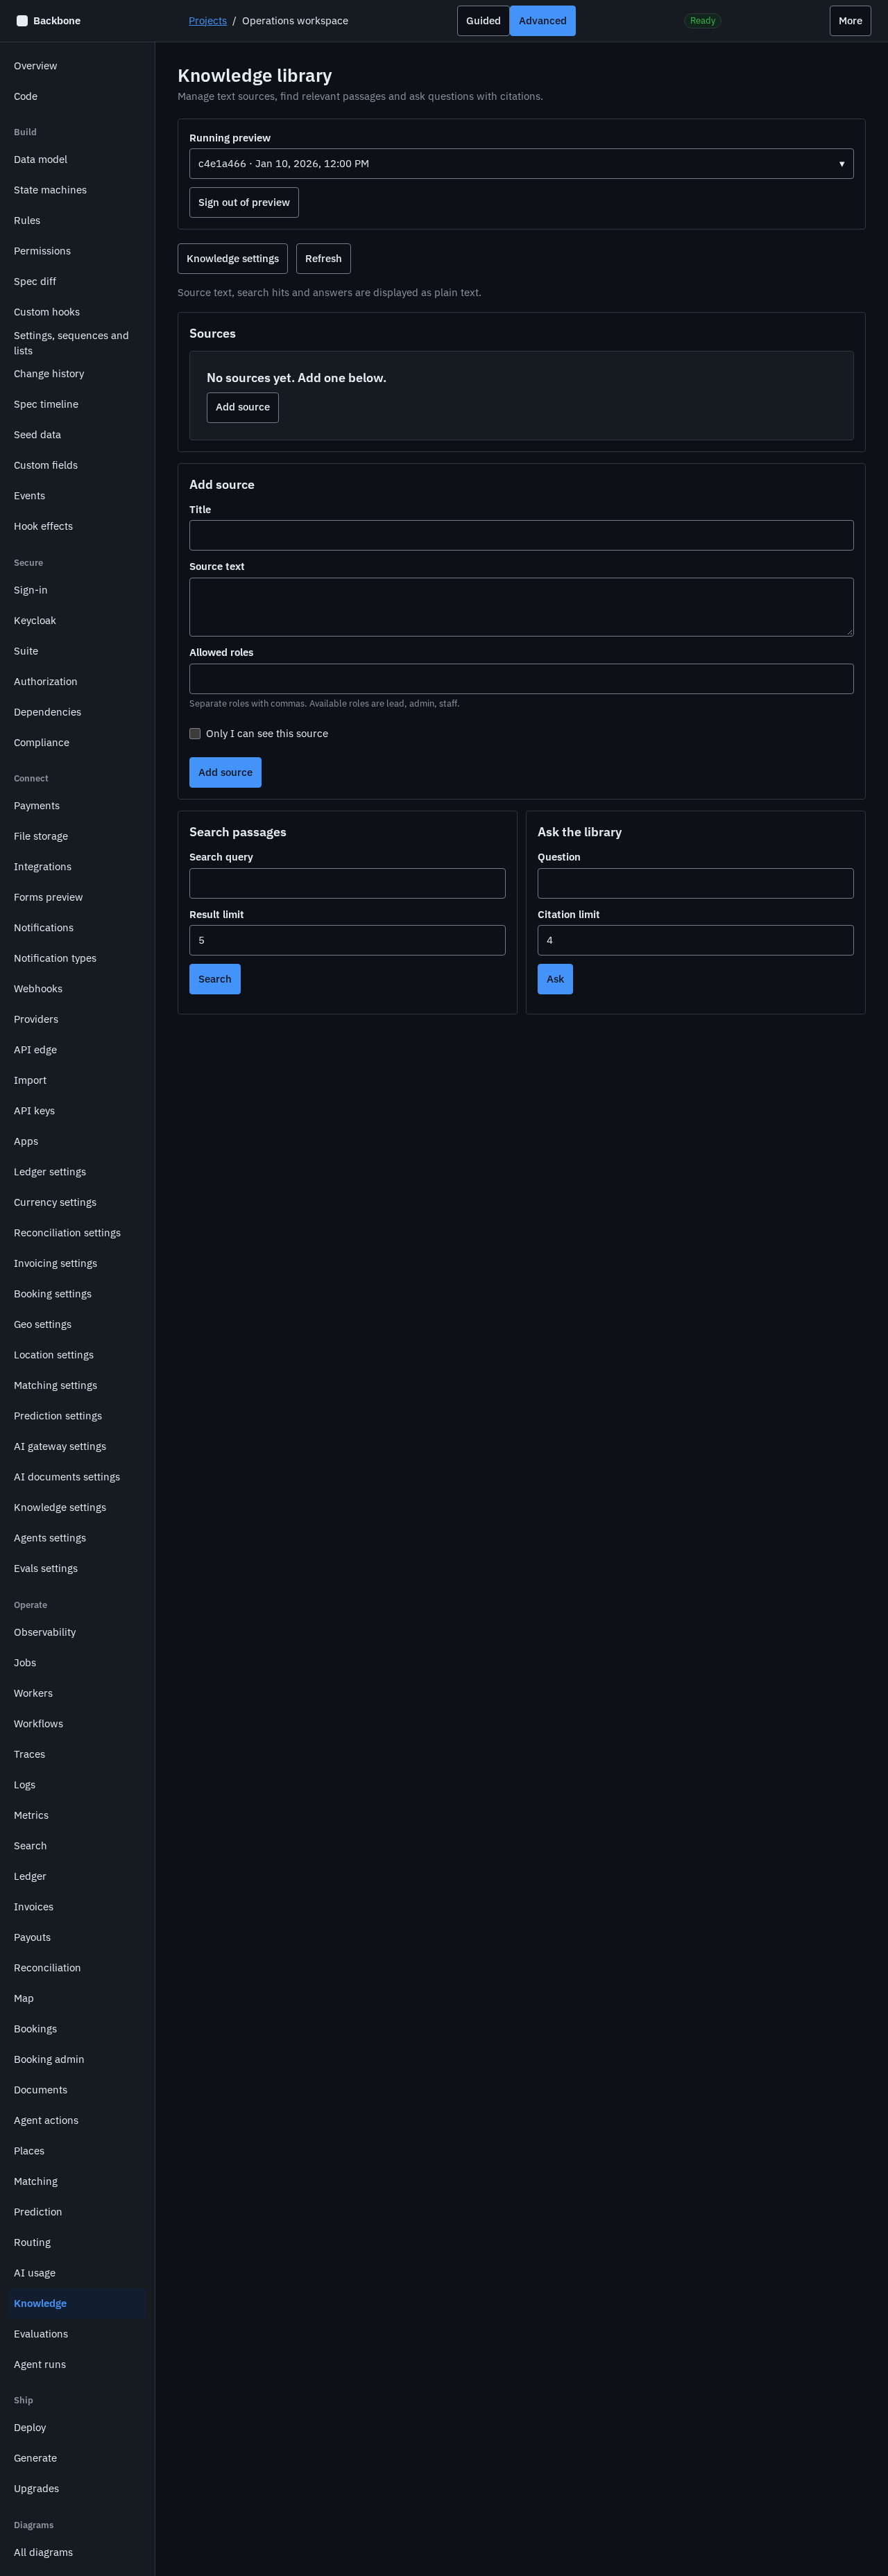 Backbone
Projects / Operations workspace
Guided
Advanced
Ready
More
Overview
Code
Build
Data model
State machines
Rules
Permissions
Spec diff
Custom hooks
Settings, sequences and
lists
Change history
Spec timeline
Seed data
Custom fields
Events
Hook effects
Secure
Sign-in
Keycloak
Suite
Authorization
Dependencies
Compliance
Connect
Payments
File storage
Integrations
Forms preview
Notifications
Notification types
Webhooks
Providers
API edge
Import
API keys
Apps
Ledger settings
Currency settings
Reconciliation settings
Invoicing settings
Booking settings
Geo settings
Location settings
Matching settings
Prediction settings
AI gateway settings
AI documents settings
Knowledge settings
Agents settings
Evals settings
Operate
Observability
Jobs
Workers
Workflows
Traces
Logs
Metrics
Search
Ledger
Invoices
Payouts
Reconciliation
Map
Bookings
Booking admin
Documents
Agent actions
Places
Matching
Prediction
Routing
AI usage
Knowledge
Evaluations
Agent runs
Ship
Deploy
Generate
Upgrades
Diagrams
All diagrams
Knowledge library
Manage text sources, find relevant passages and ask questions with citations.
Running preview
c4e1a466 · Jan 10, 2026, 12:00 PM
Sign out of preview
Knowledge settings
Refresh
Source text, search hits and answers are displayed as plain text.
Sources
No sources yet. Add one below.
Add source
Add source
Title
Source text
Allowed roles
Separate roles with commas. Available roles are lead, admin, staff.
Only I can see this source
Add source
Search passages
Search query
Result limit
5
Search
Ask the library
Question
Citation limit
4
Ask